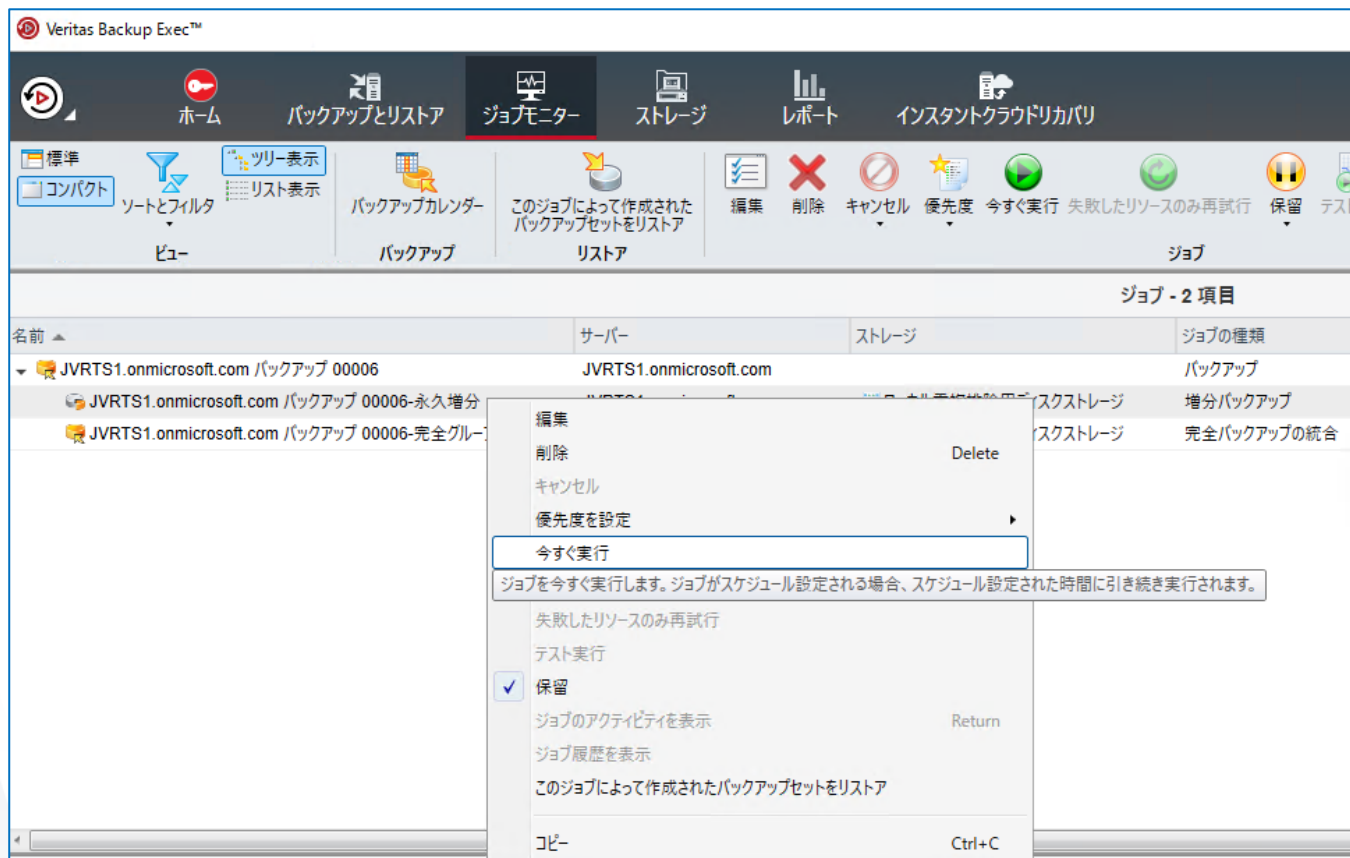 Veritas Backup Exec™
ホーム
バックアップとリストア
ジョブモニター
ストレージ
レポート
インスタントクラウドリカバリ
標準
コンパクト
ソートとフィルタ
ツリー表示
リスト表示
ビュー
バックアップカレンダー
バックアップ
このジョブによって作成された
バックアップセットをリストア
リストア
編集
削除
キャンセル
優先度
今すぐ実行
失敗したリソースのみ再試行
保留
テス
ジョブ
ジョブ - 2 項目
名前 サーバー ストレージ ジョブの種類
JVRTS1.onmicrosoft.com バックアップ 00006 JVRTS1.onmicrosoft.com バックアップ
JVRTS1.onmicrosoft.com バックアップ 00006-永久増分 ィスクストレージ 増分バックアップ
JVRTS1.onmicrosoft.com バックアップ 00006-完全グルー ィスクストレージ 完全バックアップの統合
編集
削除 Delete
キャンセル
優先度を設定
今すぐ実行
ジョブを今すぐ実行します。ジョブがスケジュール設定される場合、スケジュール設定された時間に引き続き実行されます。
失敗したリソースのみ再試行
テスト実行
保留
ジョブのアクティビティを表示 Return
ジョブ履歴を表示
このジョブによって作成されたバックアップセットをリストア
コピー Ctrl+C